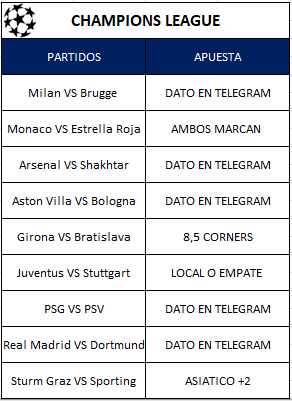 CHAMPIONS LEAGUE
PARTIDOS APUESTA
Milan VS Brugge DATO EN TELEGRAM
Monaco VS Estrella Roja AMBOS MARCAN
Arsenal VS Shakhtar DATO EN TELEGRAM
Aston Villa VS Bologna DATO EN TELEGRAM
Girona VS Bratislava 8,5 CORNERS
Juventus VS Stuttgart LOCAL O EMPATE
PSG VS PSV DATO EN TELEGRAM
Real Madrid VS Dortmund DATO EN TELEGRAM
Sturm Graz VS Sporting ASIATICO +2